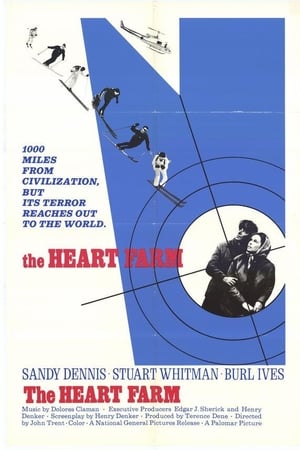 1000
MILES
FROM
CIVILIZATION,
BUT
ITS TERROR
REACHES OUT
TO THE WORLD.
the HEART FARM
SANDY DENNIS · STUART WHITMAN · BURL IVES
The HEART FARM
Music by Dolores Claman · Executive Producers Edgar J. Sherick and Henry
Denker · Screenplay by Henry Denker · Produced by Terence Dene · Directed
by John Trent · Color · A National General Pictures Release · A Palomar Picture